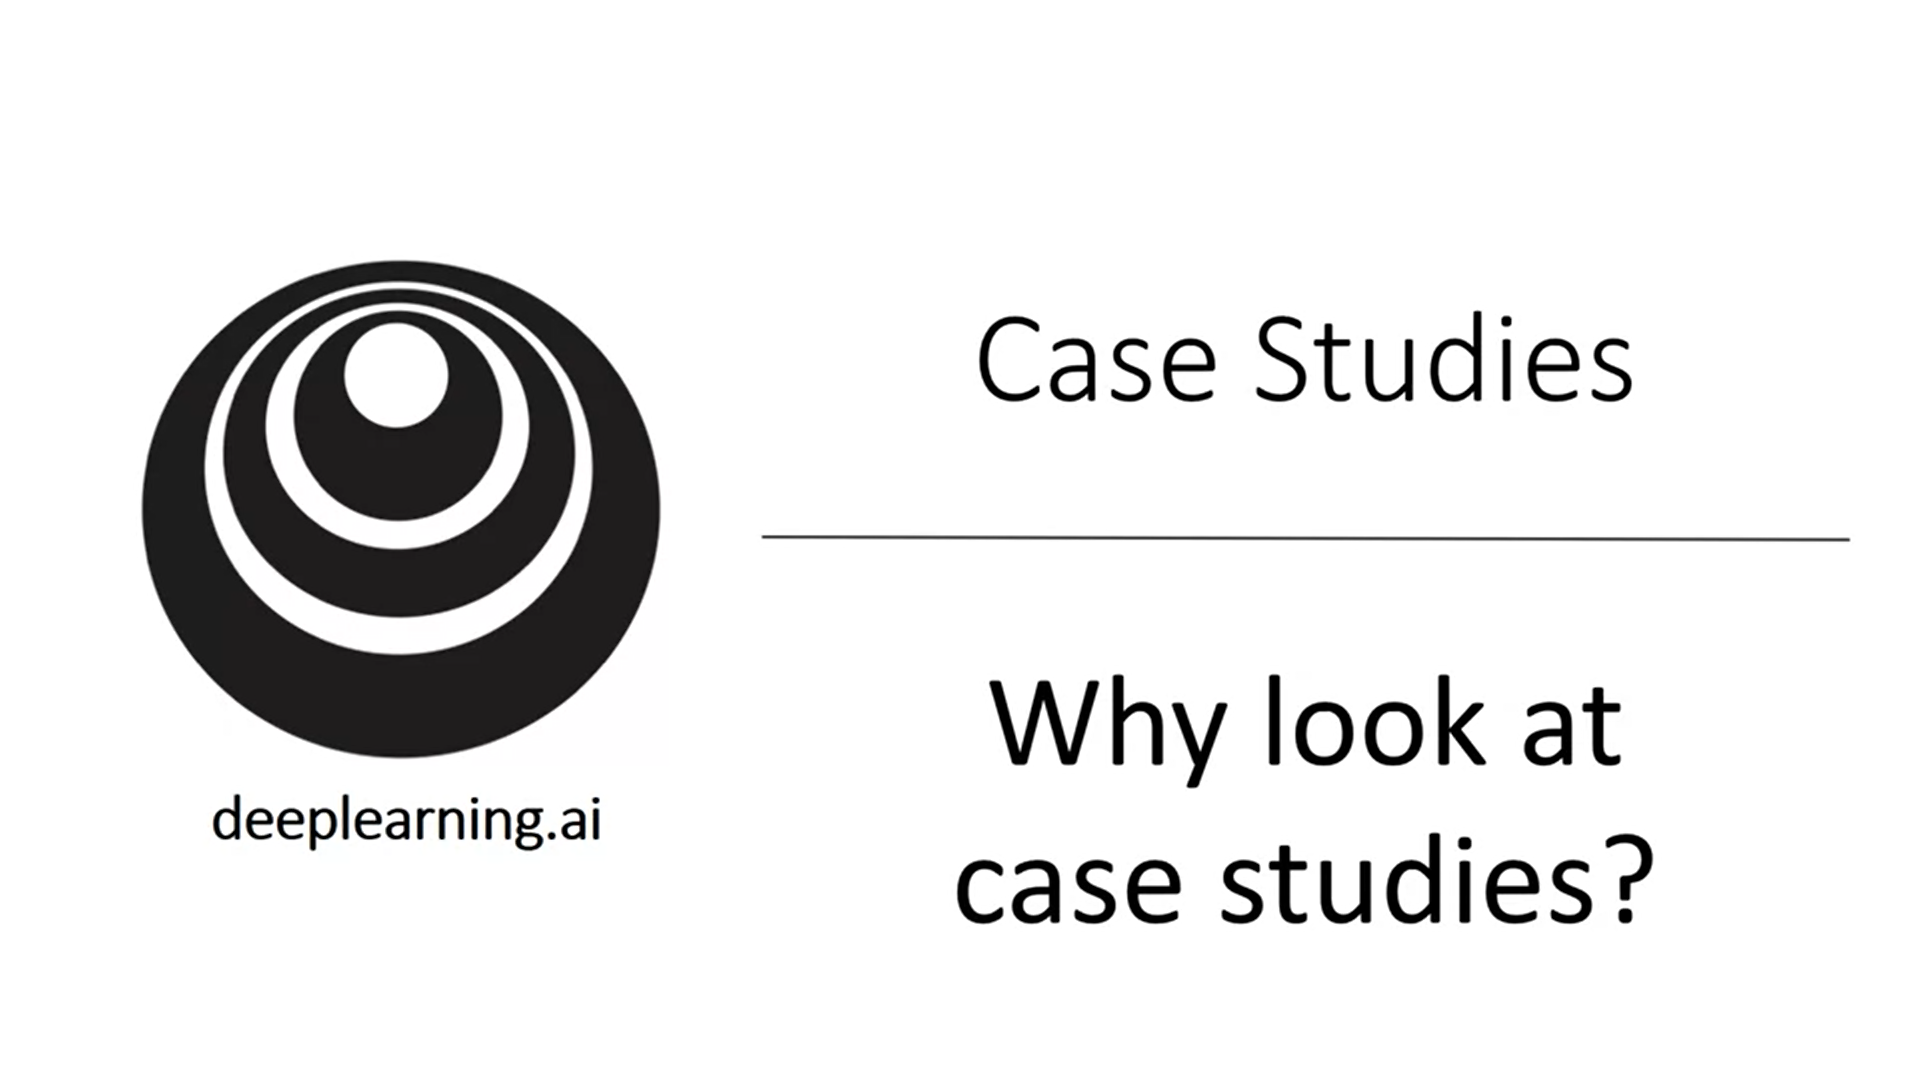 Case Studies
Why look at
case studies?
deeplearning.ai